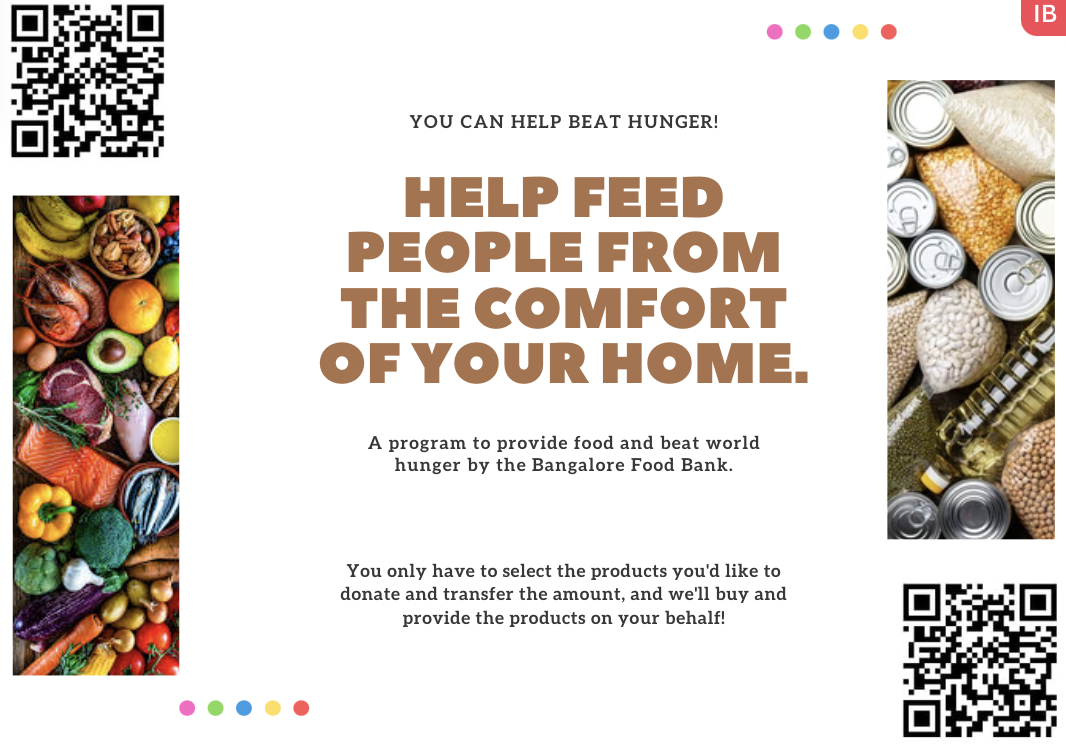 IB
YOU CAN HELP BEAT HUNGER!
HELP FEED
PEOPLE FROM
THE COMFORT
OF YOUR HOME.
A program to provide food and beat world
hunger by the Bangalore Food Bank.
You only have to select the products you'd like to
donate and transfer the amount, and we'll buy and
provide the products on your behalf!